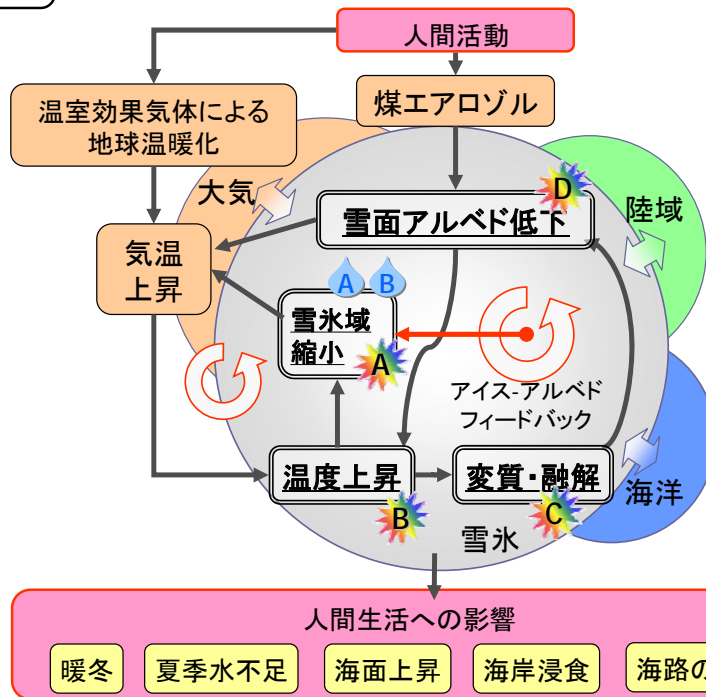 人間活動
温室効果気体による
地球温暖化
煤エアロゾル
大気
D
陸域
雪面アルベド低下
気温
上昇
A B
雪氷域
縮小
A
アイス-アルベド
フィードバック
温度上昇
変質・融解
海洋
B
C
雪氷
人間生活への影響
暖冬
夏季水不足
海面上昇
海岸浸食
海路の